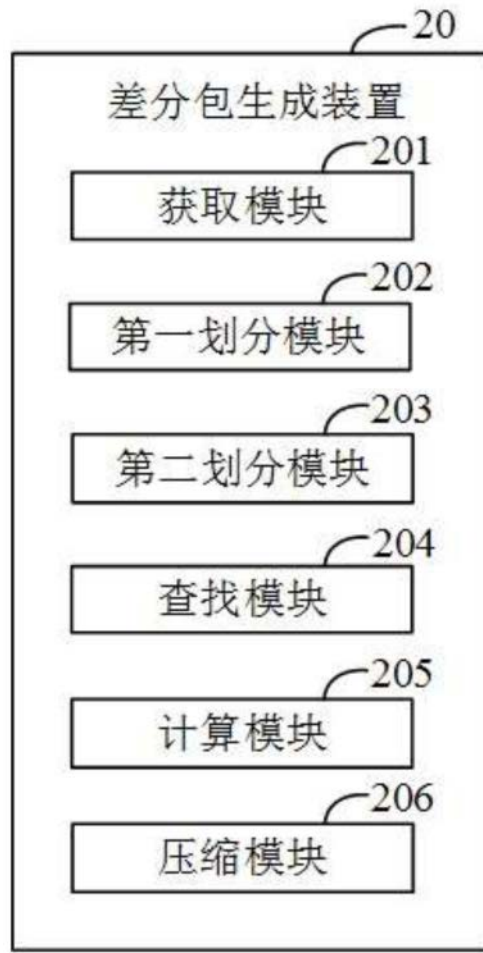 20
差分包生成装置
201
获取模块
202
第一划分模块
203
第二划分模块
204
查找模块
205
计算模块
206
压缩模块